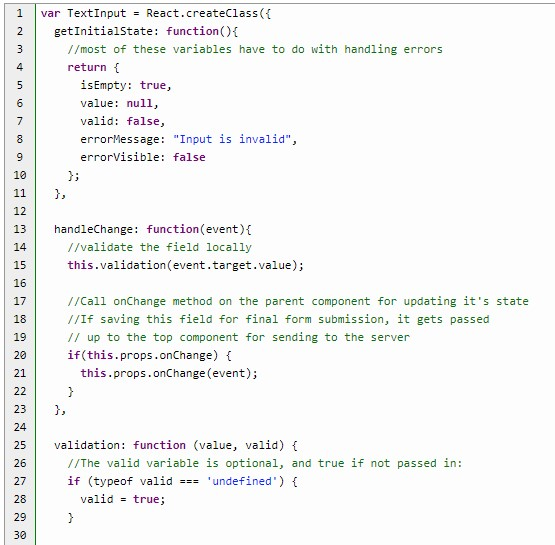 1 var TextInput = React.createClass({
2   getInitialState: function(){
3     //most of these variables have to do with handling errors
4     return {
5       isEmpty: true,
6       value: null,
7       valid: false,
8       errorMessage: "Input is invalid",
9       errorVisible: false
10     };
11   },
12
13   handleChange: function(event){
14     //validate the field locally
15     this.validation(event.target.value);
16
17     //Call onChange method on the parent component for updating it's state
18     //If saving this field for final form submission, it gets passed
19     // up to the top component for sending to the server
20     if(this.props.onChange) {
21       this.props.onChange(event);
22     }
23   },
24
25   validation: function (value, valid) {
26     //The valid variable is optional, and true if not passed in:
27     if (typeof valid === 'undefined') {
28       valid = true;
29     }
30